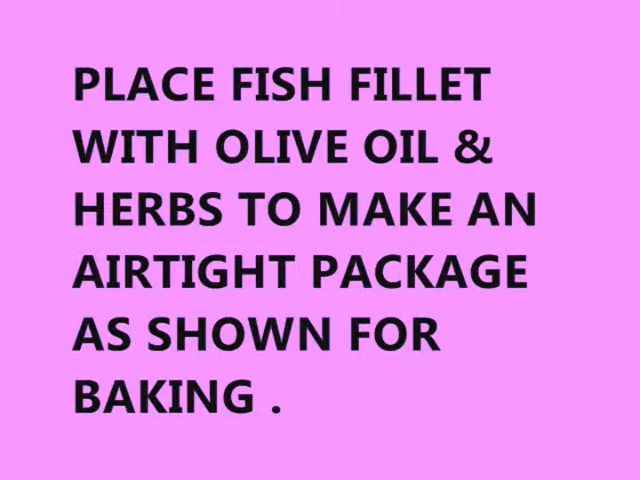 PLACE FISH FILLET
WITH OLIVE OIL &
HERBS TO MAKE AN
AIRTIGHT PACKAGE
AS SHOWN FOR
BAKING .